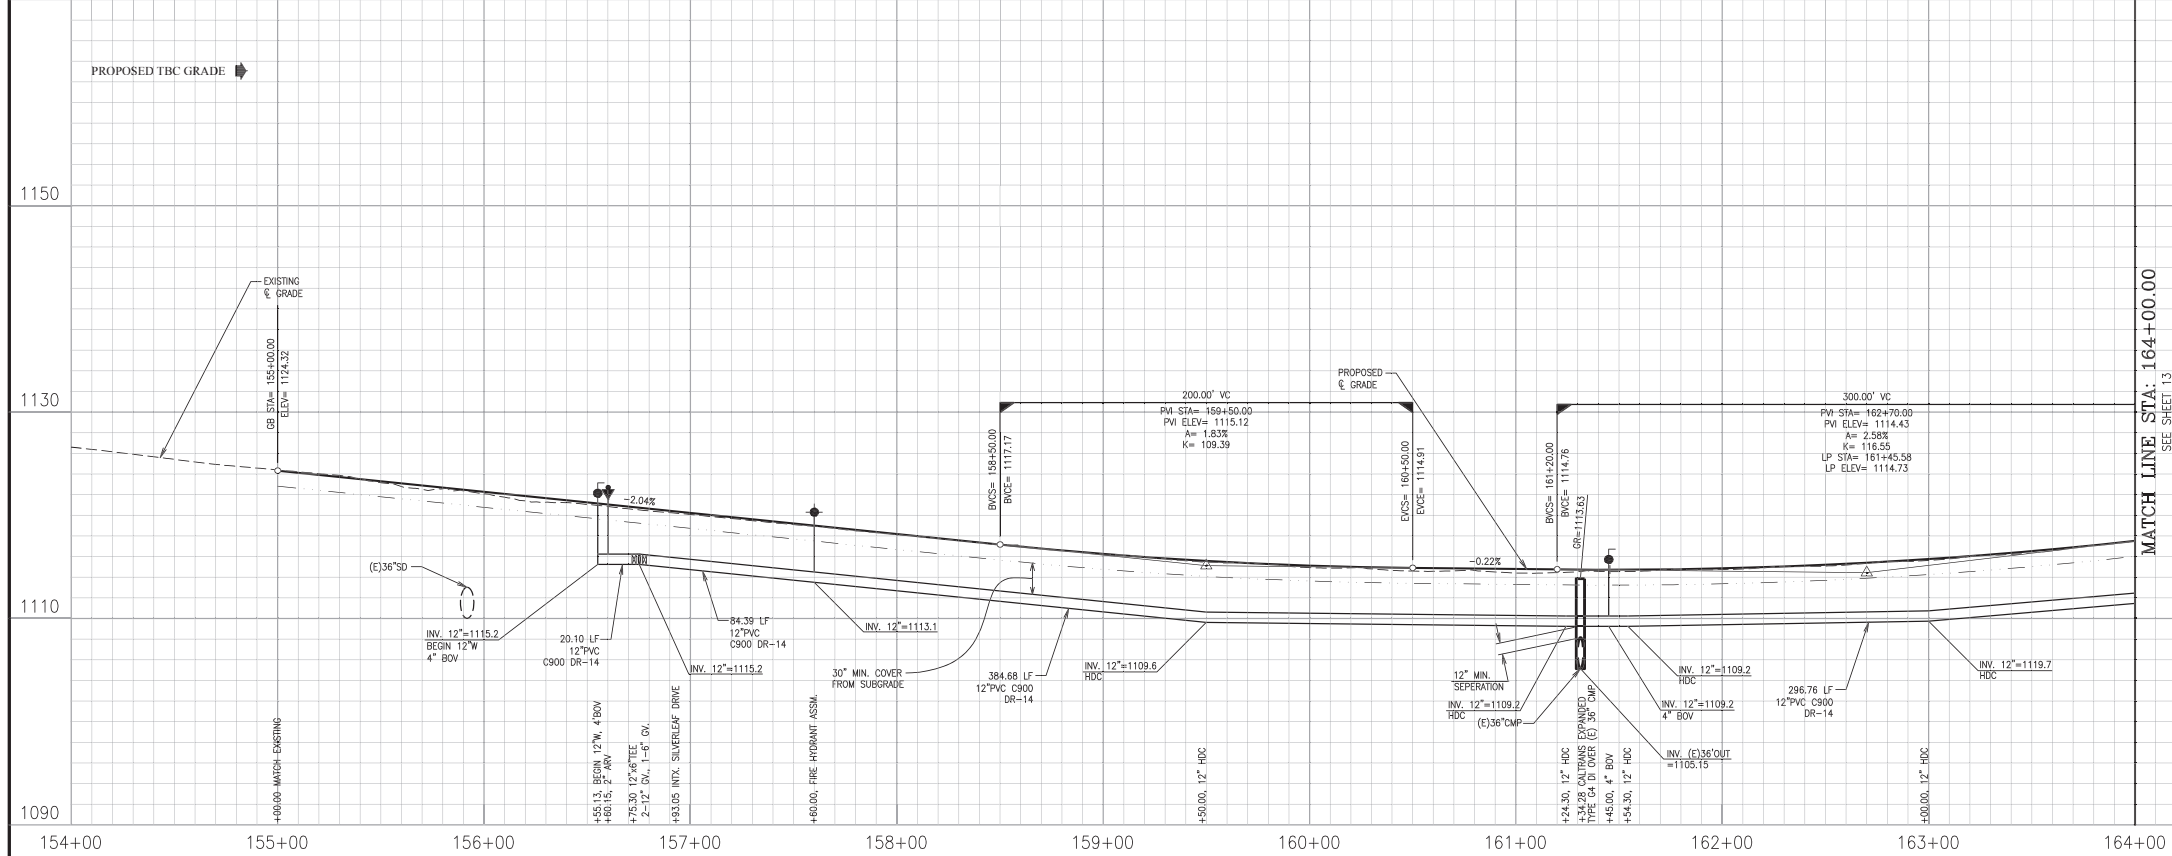 PROPOSED TBC GRADE
1150
1130
1110
1090
EXISTING
℄ GRADE
GB STA= 155+00.00
ELEV= 1124.32
-2.04%
(E)36"SD
INV. 12"=1115.2
BEGIN 12"W
4" BOV
20.10 LF
12"PVC
C900 DR-14
84.39 LF
12"PVC
C900 DR-14
INV. 12"=1115.2
INV. 12"=1113.1
30" MIN. COVER
FROM SUBGRADE
384.68 LF
12"PVC C900
DR-14
BVCS= 158+50.00
BVCE= 1117.17
200.00' VC
PVI STA= 159+50.00
PVI ELEV= 1115.12
A= 1.83%
K= 109.39
INV. 12"=1109.6
HDC
PROPOSED
℄ GRADE
EVCS= 160+50.00
EVCE= 1114.91
-0.22%
BVCS= 161+20.00
BVCE= 1114.76
GR=1113.63
300.00' VC
PVI STA= 162+70.00
PVI ELEV= 1114.43
A= 2.58%
K= 116.55
LP STA= 161+45.58
LP ELEV= 1114.73
12" MIN.
SEPERATION
INV. 12"=1109.2
HDC
(E)36"CMP
INV. 12"=1109.2
HDC
INV. 12"=1109.2
4" BOV
INV. (E)36'OUT
=1105.15
296.76 LF
12"PVC C900
DR-14
INV. 12"=1119.7
HDC
+00.00 MATCH EXISTING
+55.13, BEGIN 12"W, 4'BOV
+60.15, 2" ARV
+75.30 12"x6"TEE
2-12" GV., 1-6" GV.
+93.05 INTX. SILVERLEAF DRIVE
+60.00, FIRE HYDRANT ASSM.
+50.00, 12" HDC
+24.30, 12" HDC
+34.28 CALTRANS EXPANDED
TYPE G4 DI OVER (E) 36" CMP
+45.00, 4" BOV
+54.30, 12" HDC
+00.00, 12" HDC
MATCH LINE STA: 164+00.00
SEE SHEET 13
154+00
155+00
156+00
157+00
158+00
159+00
160+00
161+00
162+00
163+00
164+00